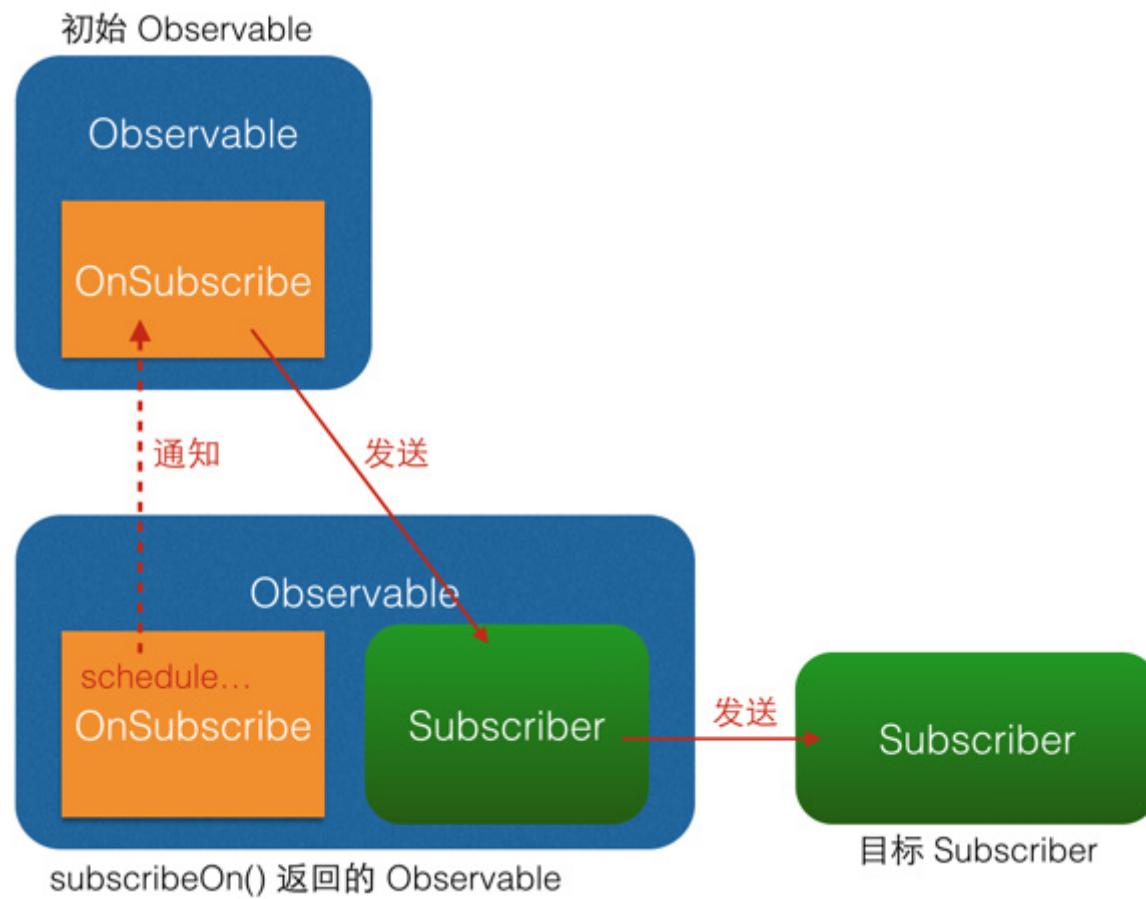 初始 Observable
Observable
OnSubscribe
通知
发送
Observable
schedule...
OnSubscribe
Subscriber
发送
Subscriber
目标 Subscriber
subscribeOn() 返回的 Observable